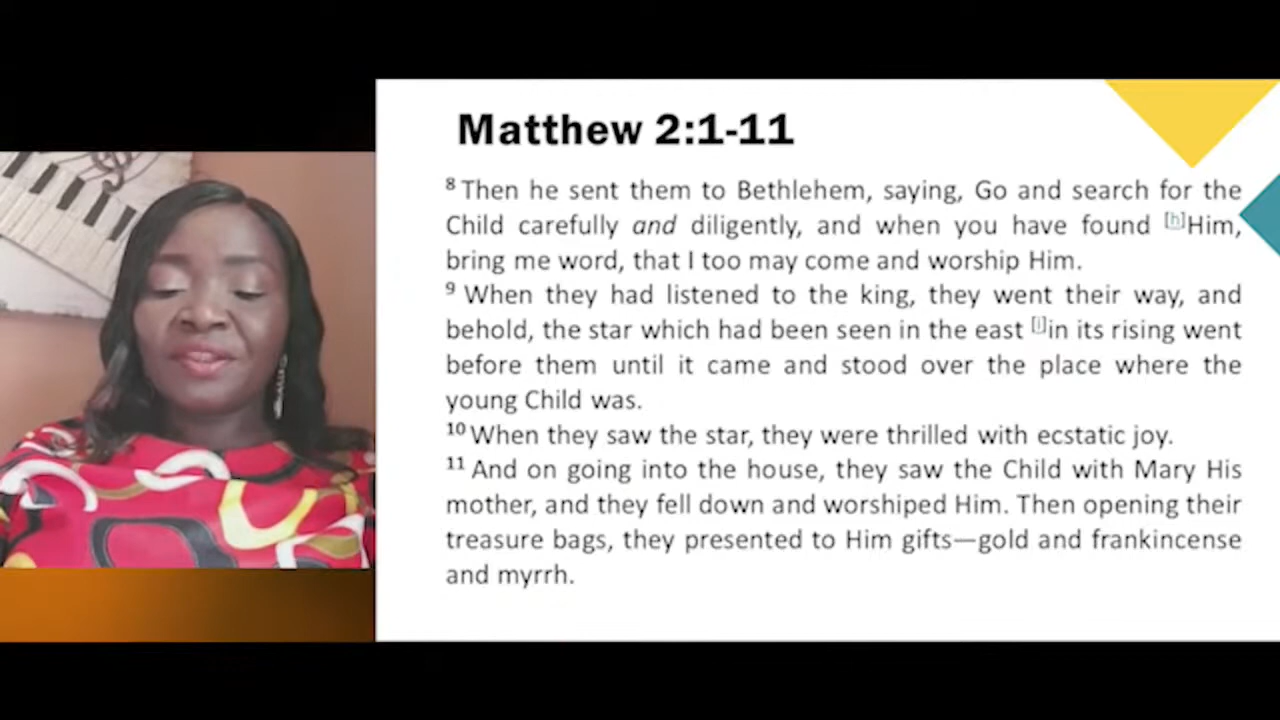 Matthew 2:1-11
⁸ Then he sent them to Bethlehem, saying, Go and search for the
Child carefully and diligently, and when you have found [h]Him,
bring me word, that I too may come and worship Him.
⁹ When they had listened to the king, they went their way, and
behold, the star which had been seen in the east [i]in its rising went
before them until it came and stood over the place where the
young Child was.
¹⁰ When they saw the star, they were thrilled with ecstatic joy.
¹¹ And on going into the house, they saw the Child with Mary His
mother, and they fell down and worshiped Him. Then opening their
treasure bags, they presented to Him gifts—gold and frankincense
and myrrh.